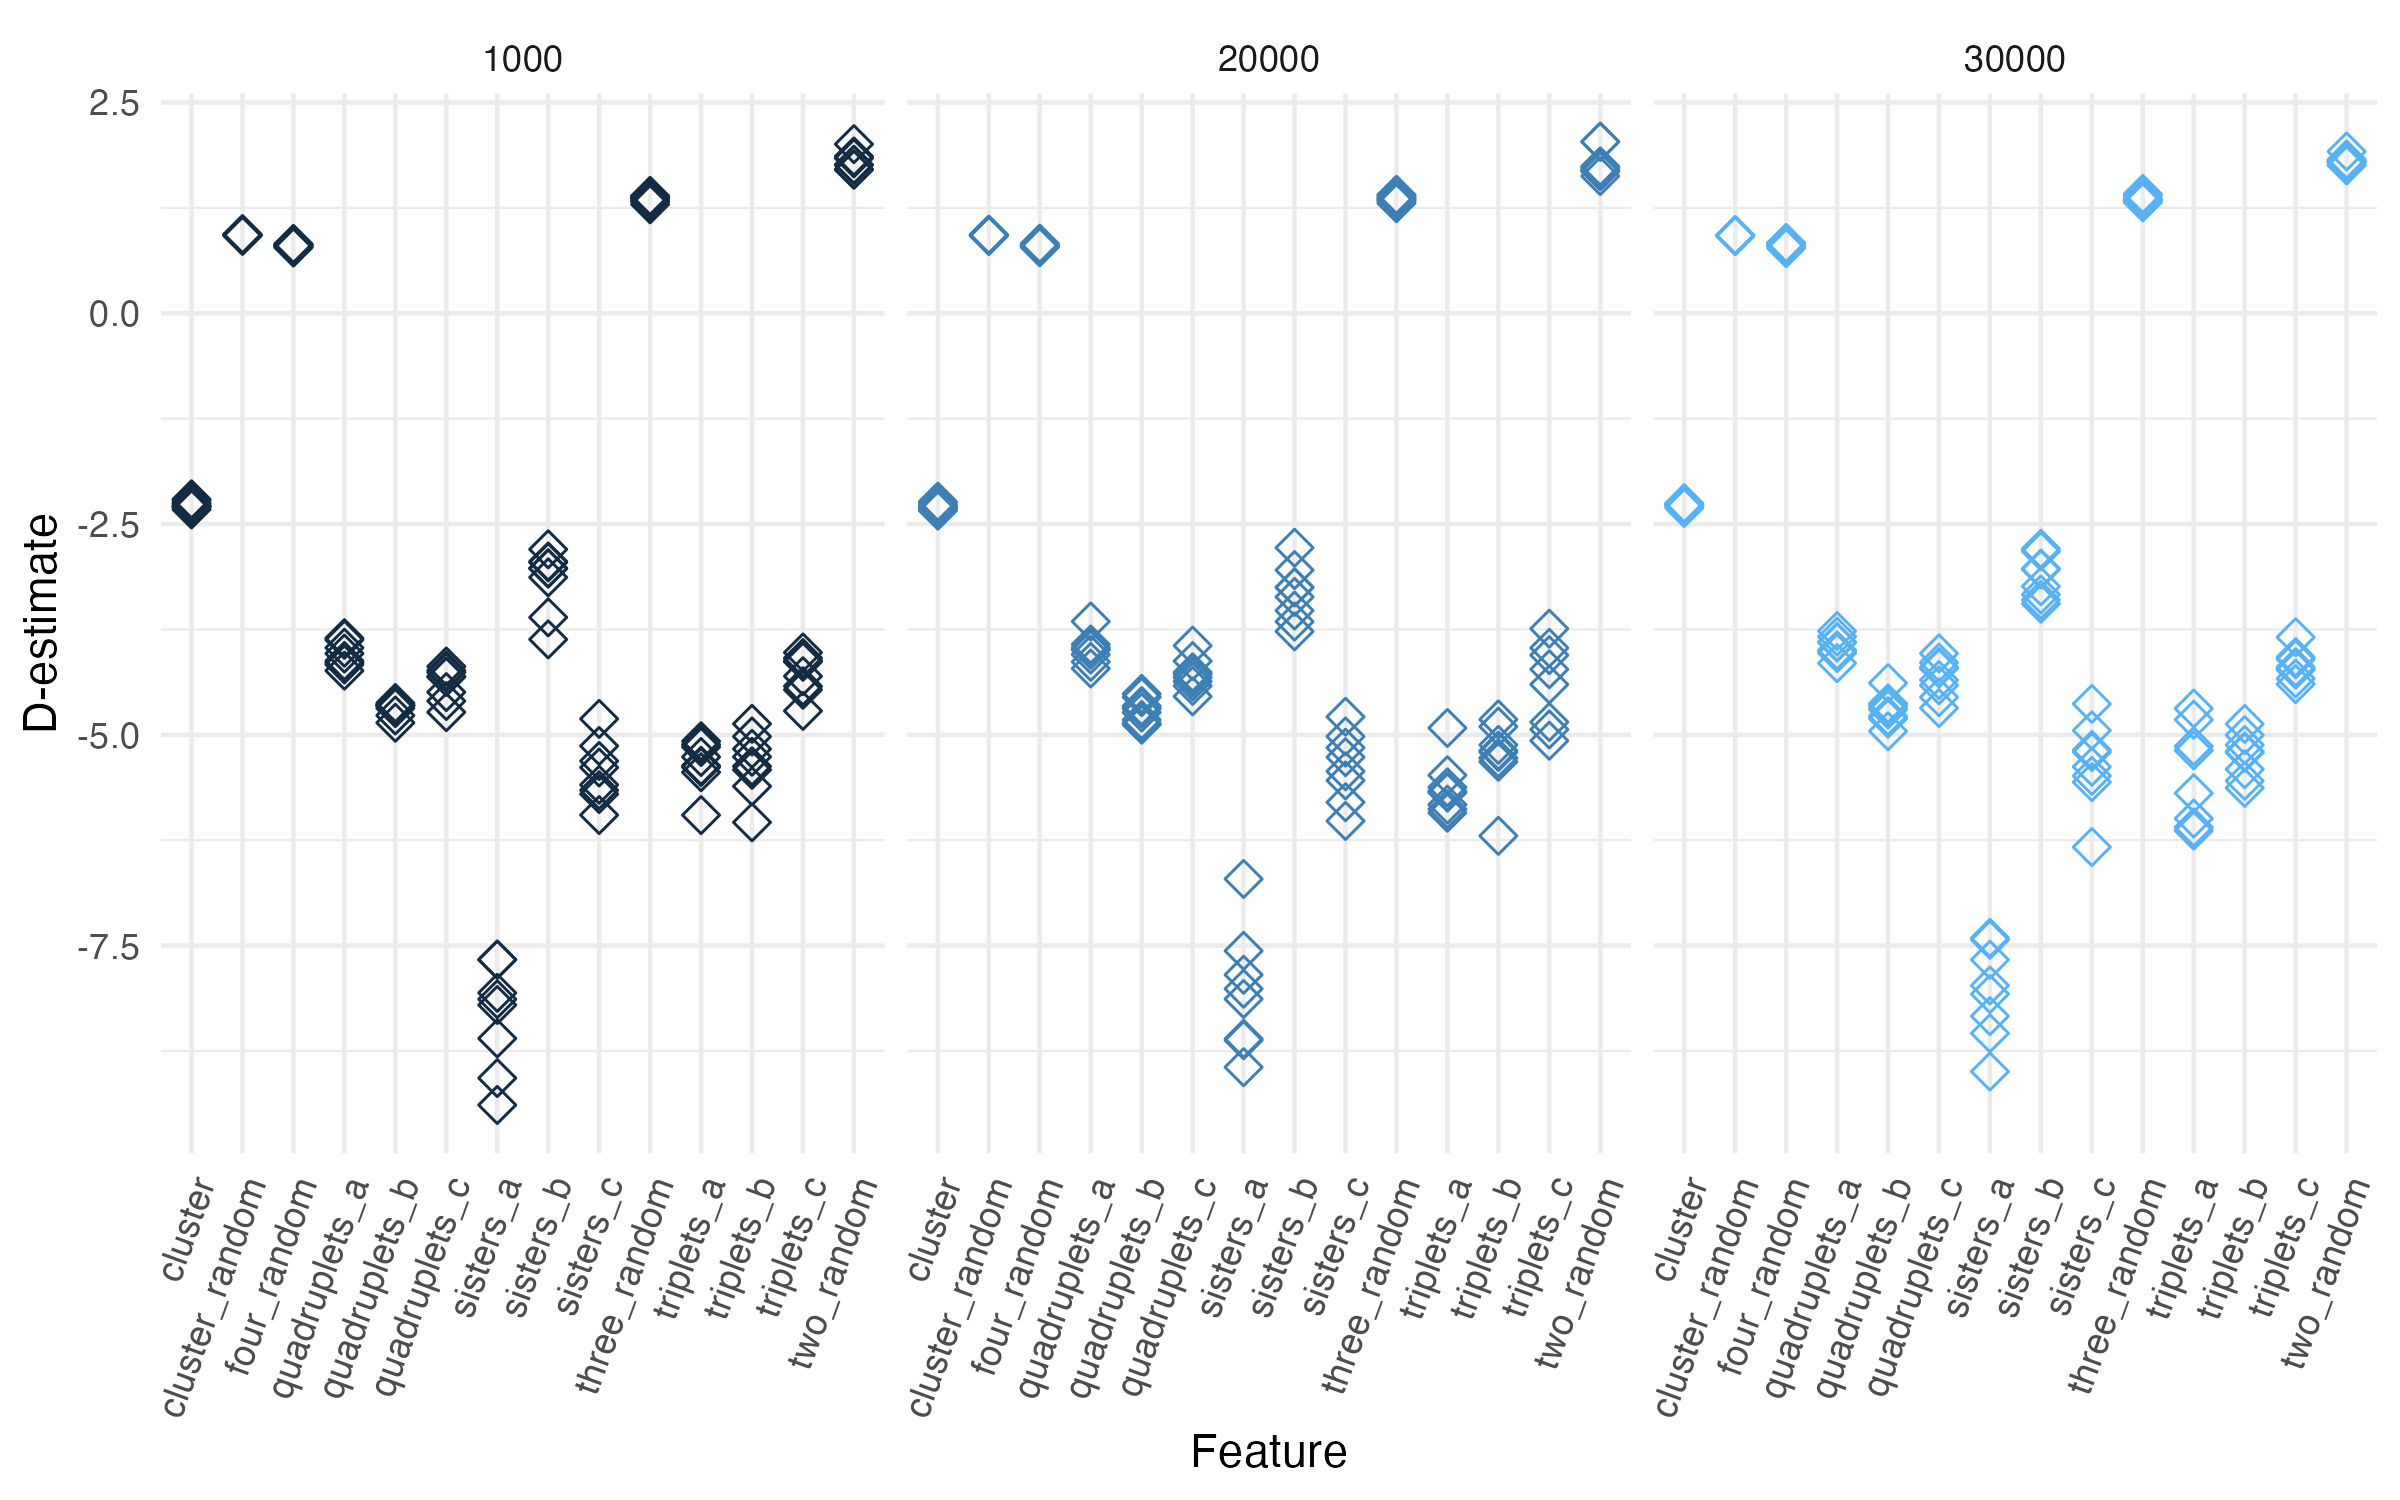 1000 20000 30000
2.5
0.0
-2.5
-5.0
-7.5
D-estimate
cluster cluster_random four_random quadruplets_a quadruplets_b quadruplets_c sisters_a sisters_b sisters_c three_random triplets_a triplets_b triplets_c two_random
cluster cluster_random four_random quadruplets_a quadruplets_b quadruplets_c sisters_a sisters_b sisters_c three_random triplets_a triplets_b triplets_c two_random
cluster cluster_random four_random quadruplets_a quadruplets_b quadruplets_c sisters_a sisters_b sisters_c three_random triplets_a triplets_b triplets_c two_random
Feature